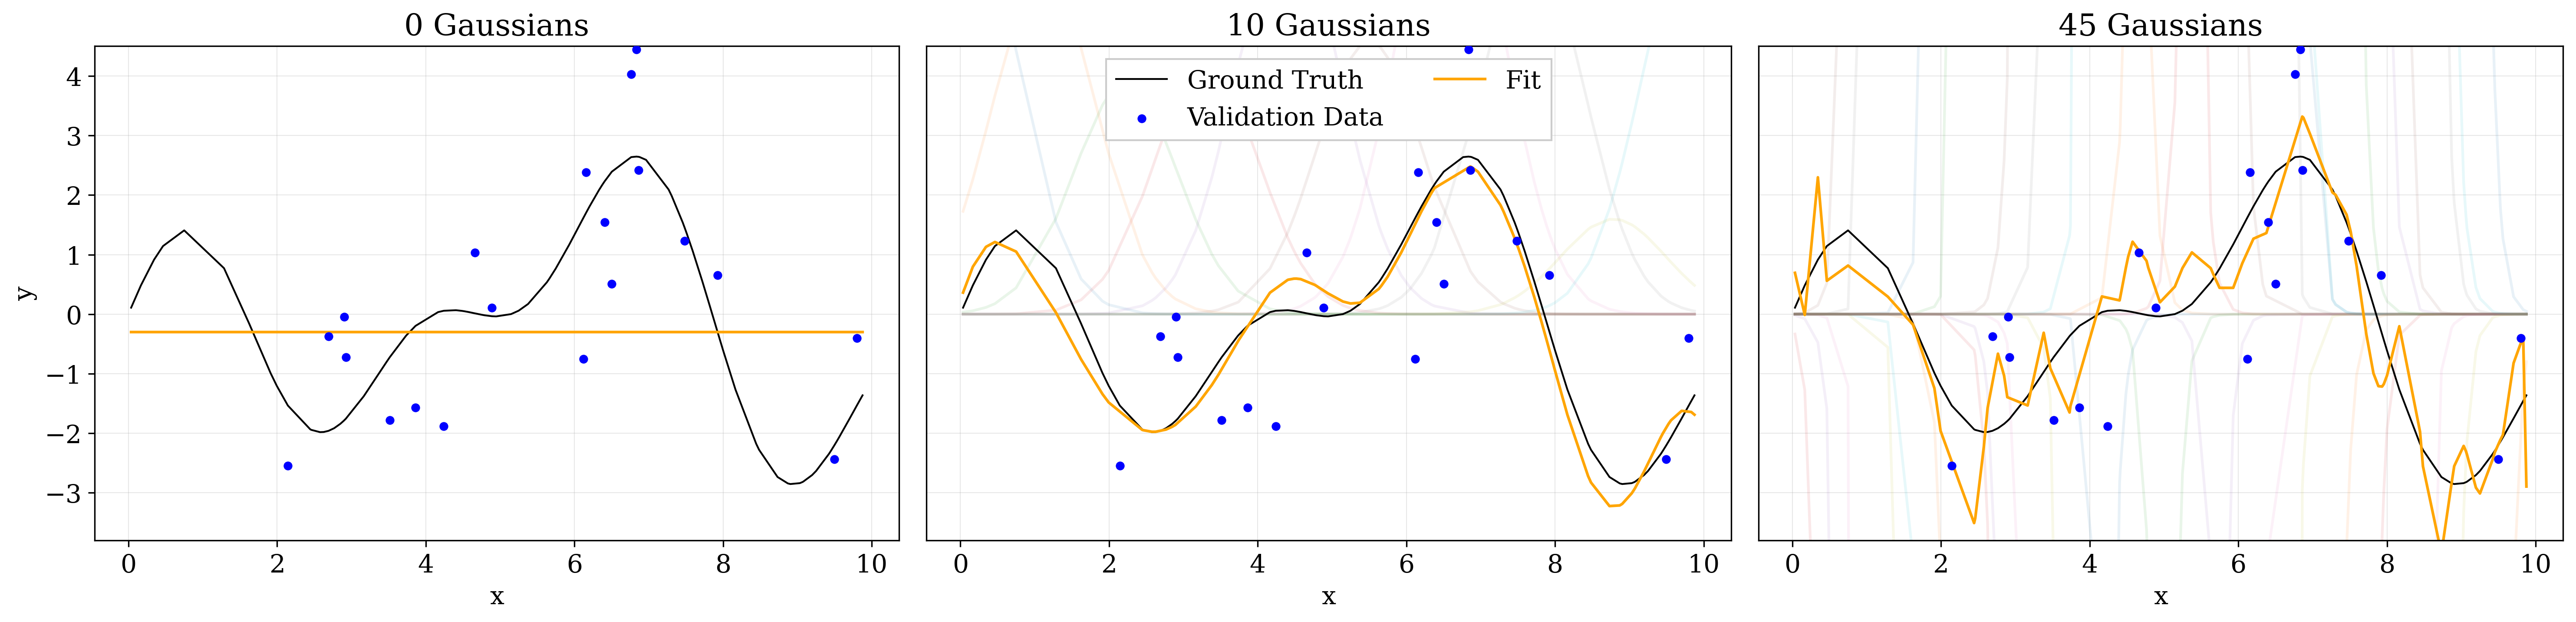 0 Gaussians
4
3
2
1
0
−1
−2
−3
y
0 2 4 6 8 10
x
10 Gaussians
Ground Truth
Validation Data
Fit
0 2 4 6 8 10
x
45 Gaussians
0 2 4 6 8 10
x